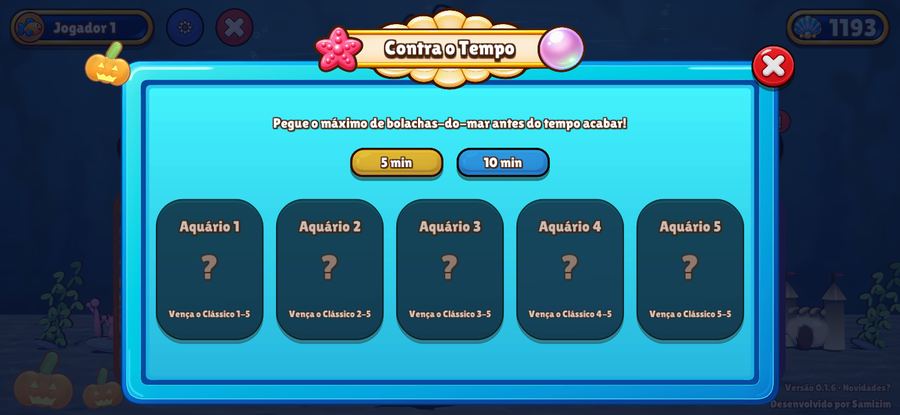 Jogador 1
Contra o Tempo
1193
Pegue o máximo de bolachas-do-mar antes do tempo acabar!
5 min
10 min
Aquário 1
?
Vença o Clássico 1-5
Aquário 2
?
Vença o Clássico 2-5
Aquário 3
?
Vença o Clássico 3-5
Aquário 4
?
Vença o Clássico 4-5
Aquário 5
?
Vença o Clássico 5-5
Versão 0.1.6 • Novidades?
Desenvolvido por Samizim